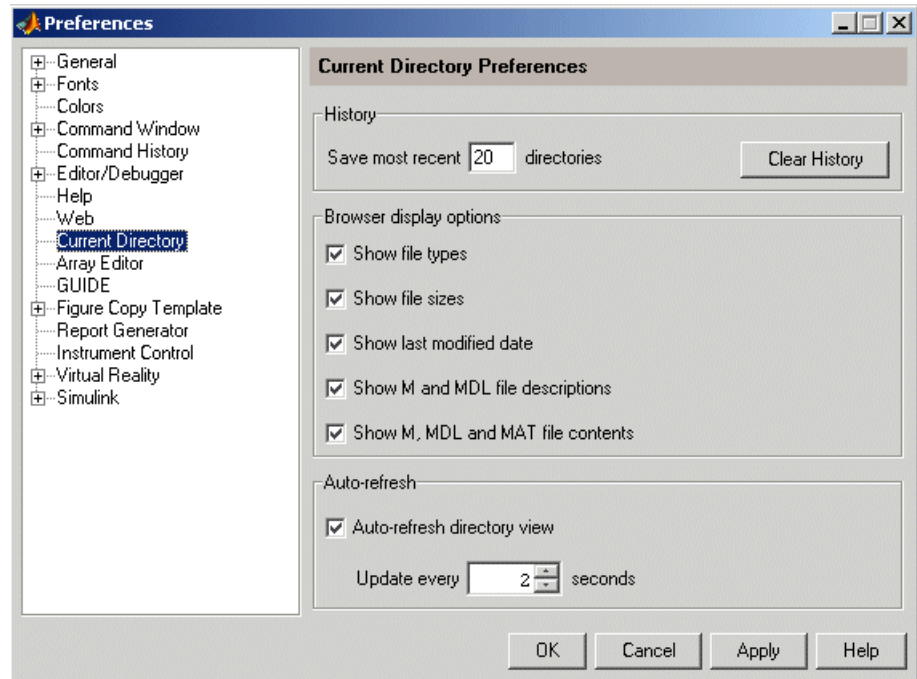 Preferences
General
Fonts
Colors
Command Window
Command History
Editor/Debugger
Help
Web
Current Directory
Array Editor
GUIDE
Figure Copy Template
Report Generator
Instrument Control
Virtual Reality
Simulink
Current Directory Preferences
History
Save most recent 20 directories
Clear History
Browser display options
Show file types
Show file sizes
Show last modified date
Show M and MDL file descriptions
Show M, MDL and MAT file contents
Auto-refresh
Auto-refresh directory view
Update every 2 seconds
OK Cancel Apply Help